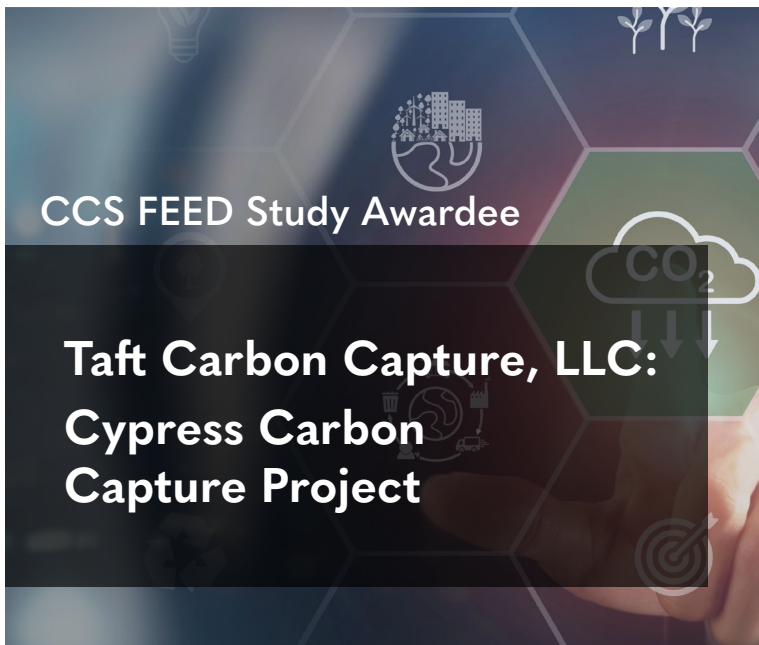 CCS FEED Study Awardee
CO₂
Taft Carbon Capture, LLC:
Cypress Carbon
Capture Project